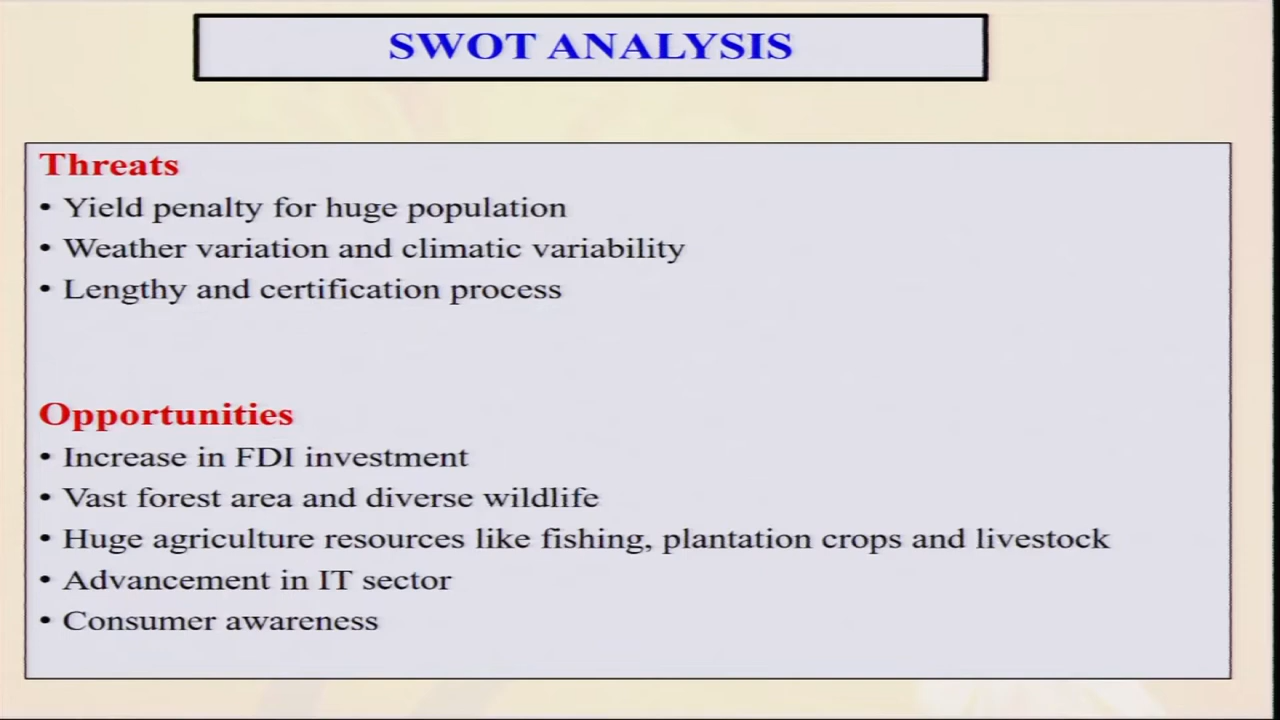 SWOT ANALYSIS
Threats
• Yield penalty for huge population
• Weather variation and climatic variability
• Lengthy and certification process
Opportunities
• Increase in FDI investment
• Vast forest area and diverse wildlife
• Huge agriculture resources like fishing, plantation crops and livestock
• Advancement in IT sector
• Consumer awareness